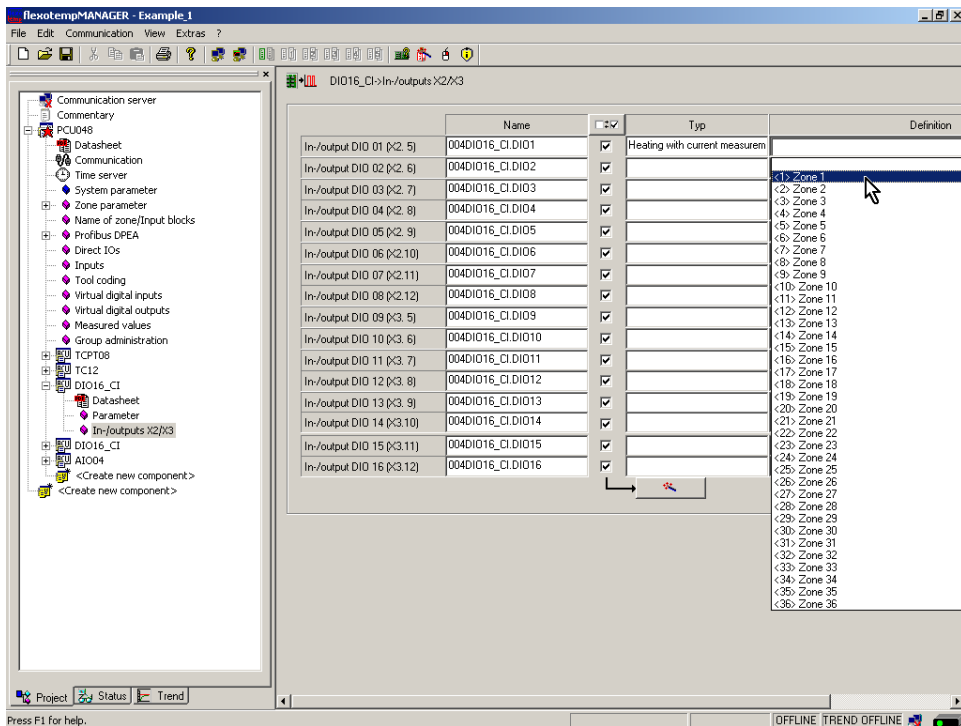 flexotempMANAGER - Example_1
File Edit Communication View Extras ?
DIO16_CI->In-/outputs X2/X3
Communication server
Commentary
PCU048
Datasheet
Communication
Time server
System parameter
Zone parameter
Name of zone/Input blocks
Profibus DPEA
Direct IOs
Inputs
Tool coding
Virtual digital inputs
Virtual digital outputs
Measured values
Group administration
TCPT08
TC12
DIO16_CI
Datasheet
Parameter
In-/outputs X2/X3
DIO16_CI
AIO04
<Create new component>
<Create new component>
Name Typ Definition
In-/output DIO 01 (X2. 5) 004DIO16_CI.DIO1 Heating with current measurem
In-/output DIO 02 (X2. 6) 004DIO16_CI.DIO2
In-/output DIO 03 (X2. 7) 004DIO16_CI.DIO3
In-/output DIO 04 (X2. 8) 004DIO16_CI.DIO4
In-/output DIO 05 (X2. 9) 004DIO16_CI.DIO5
In-/output DIO 06 (X2.10) 004DIO16_CI.DIO6
In-/output DIO 07 (X2.11) 004DIO16_CI.DIO7
In-/output DIO 08 (X2.12) 004DIO16_CI.DIO8
In-/output DIO 09 (X3. 5) 004DIO16_CI.DIO9
In-/output DIO 10 (X3. 6) 004DIO16_CI.DIO10
In-/output DIO 11 (X3. 7) 004DIO16_CI.DIO11
In-/output DIO 12 (X3. 8) 004DIO16_CI.DIO12
In-/output DIO 13 (X3. 9) 004DIO16_CI.DIO13
In-/output DIO 14 (X3.10) 004DIO16_CI.DIO14
In-/output DIO 15 (X3.11) 004DIO16_CI.DIO15
In-/output DIO 16 (X3.12) 004DIO16_CI.DIO16
<1> Zone 1
<2> Zone 2
<3> Zone 3
<4> Zone 4
<5> Zone 5
<6> Zone 6
<7> Zone 7
<8> Zone 8
<9> Zone 9
<10> Zone 10
<11> Zone 11
<12> Zone 12
<13> Zone 13
<14> Zone 14
<15> Zone 15
<16> Zone 16
<17> Zone 17
<18> Zone 18
<19> Zone 19
<20> Zone 20
<21> Zone 21
<22> Zone 22
<23> Zone 23
<24> Zone 24
<25> Zone 25
<26> Zone 26
<27> Zone 27
<28> Zone 28
<29> Zone 29
<30> Zone 30
<31> Zone 31
<32> Zone 32
<33> Zone 33
<34> Zone 34
<35> Zone 35
<36> Zone 36
Project Status Trend
Press F1 for help. OFFLINE TREND OFFLINE